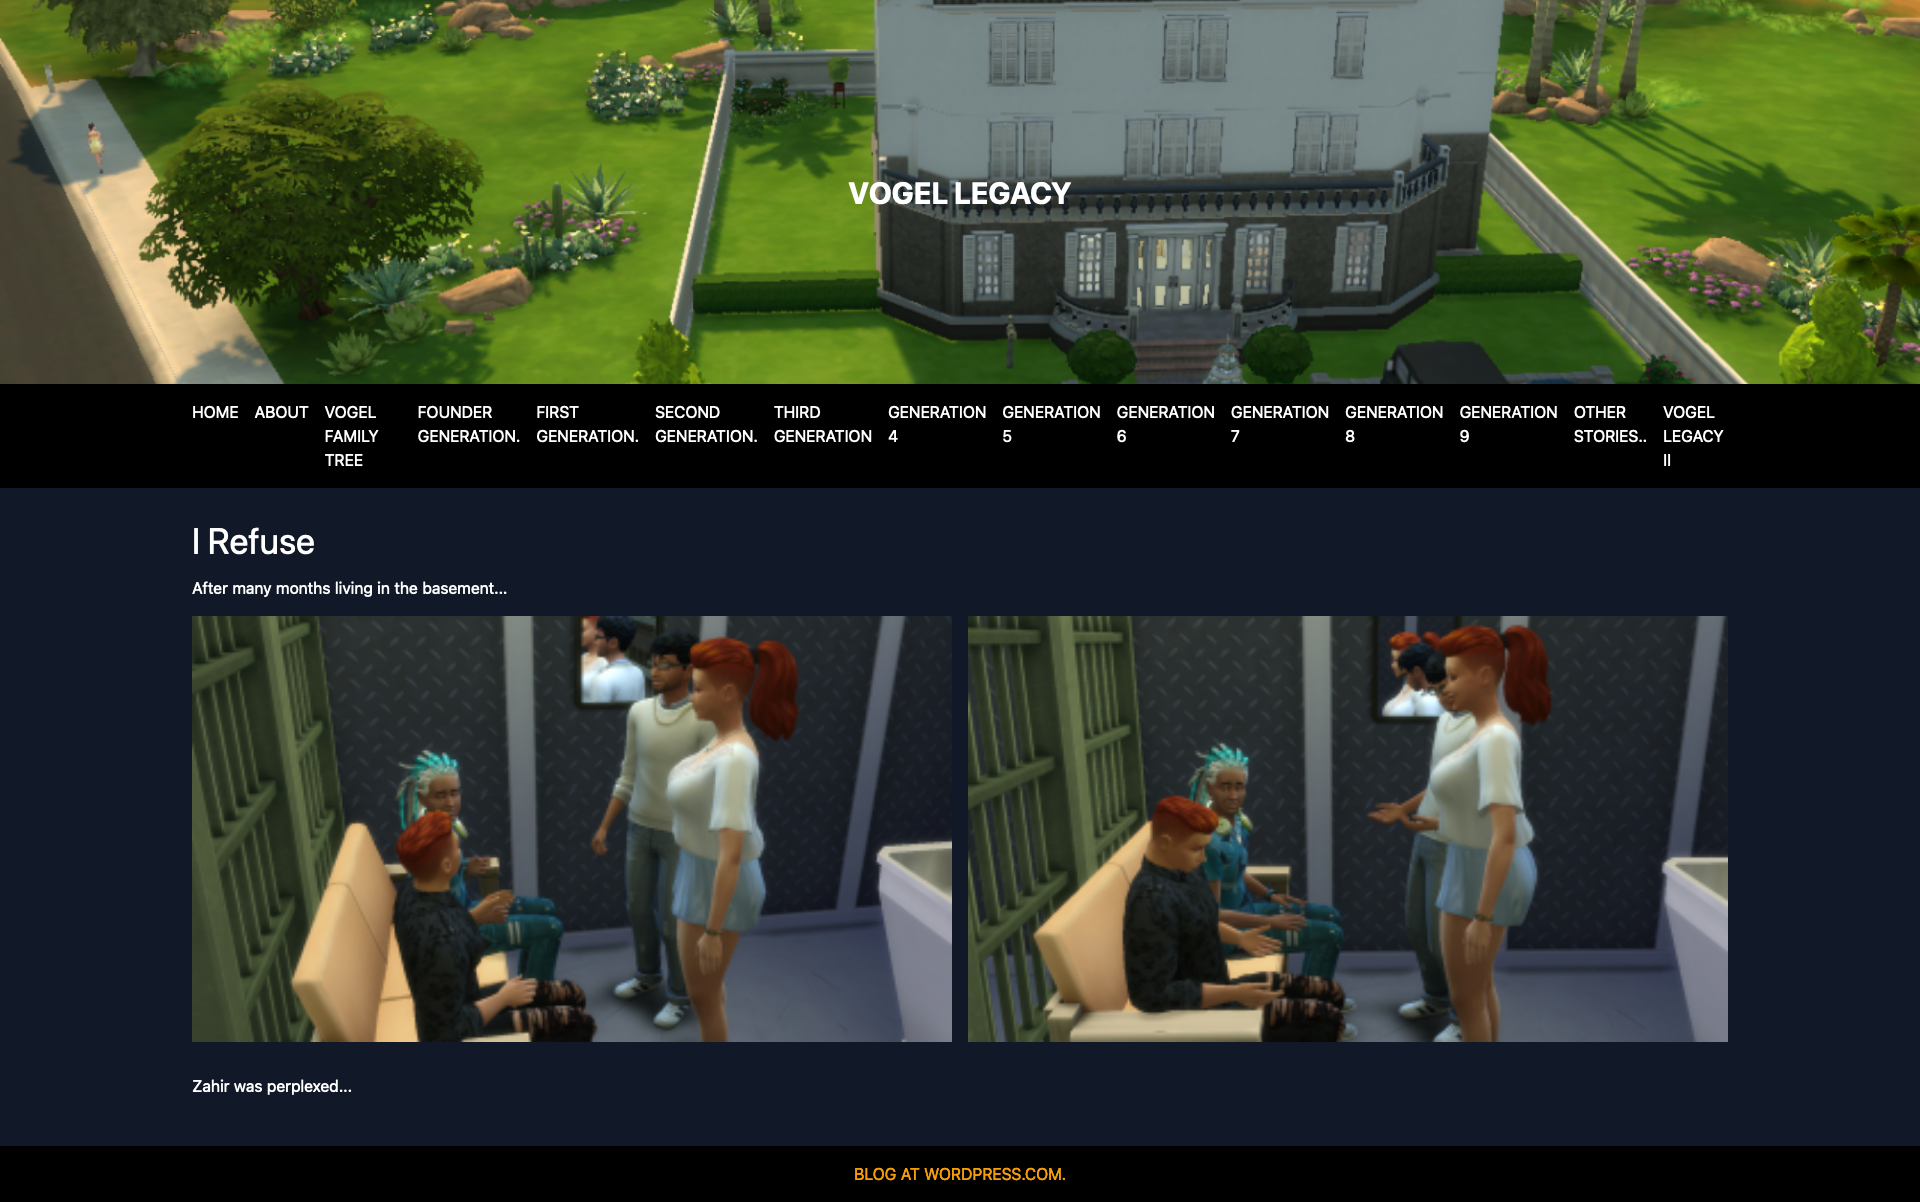 VOGEL LEGACY
HOME
ABOUT
VOGEL
FAMILY
TREE
FOUNDER
GENERATION.
FIRST
GENERATION.
SECOND
GENERATION.
THIRD
GENERATION
GENERATION
4
GENERATION
5
GENERATION
6
GENERATION
7
GENERATION
8
GENERATION
9
OTHER
STORIES..
VOGEL
LEGACY
II
I Refuse
After many months living in the basement...
Zahir was perplexed...
BLOG AT WORDPRESS.COM.